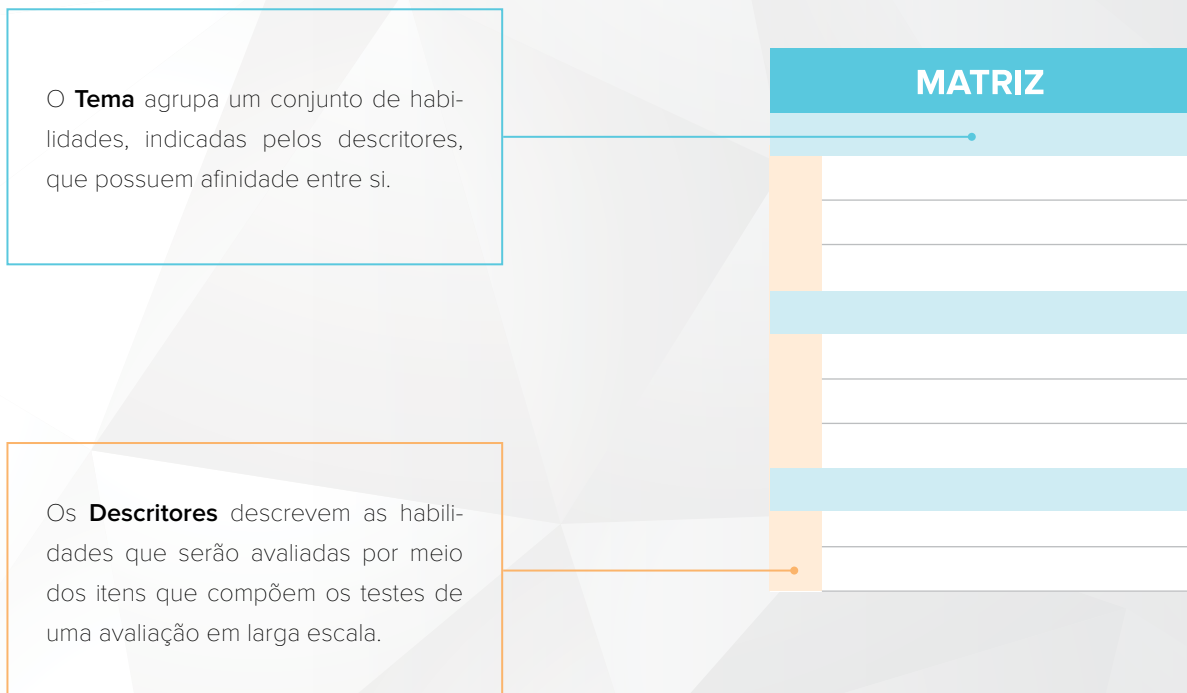 O Tema agrupa um conjunto de habi-
lidades, indicadas pelos descritores,
que possuem afinidade entre si.
MATRIZ
Os Descritores descrevem as habili-
dades que serão avaliadas por meio
dos itens que compõem os testes de
uma avaliação em larga escala.